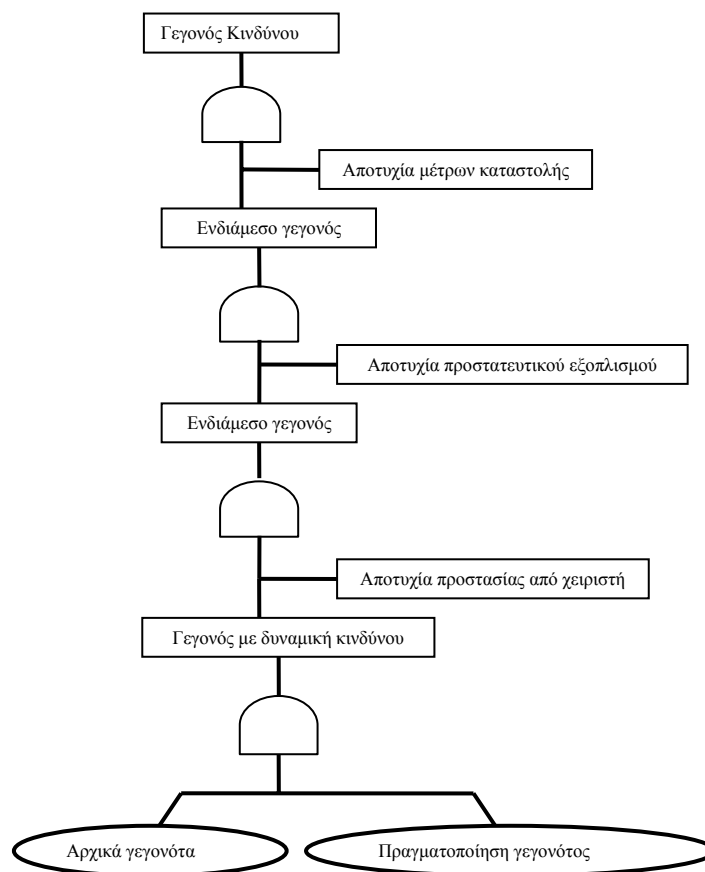 Γεγονός Κινδύνου
Αποτυχία μέτρων καταστολής
Ενδιάμεσο γεγονός
Αποτυχία προστατευτικού εξοπλισμού
Ενδιάμεσο γεγονός
Αποτυχία προστασίας από χειριστή
Γεγονός με δυναμική κινδύνου
Αρχικά γεγονότα
Πραγματοποίηση γεγονότος